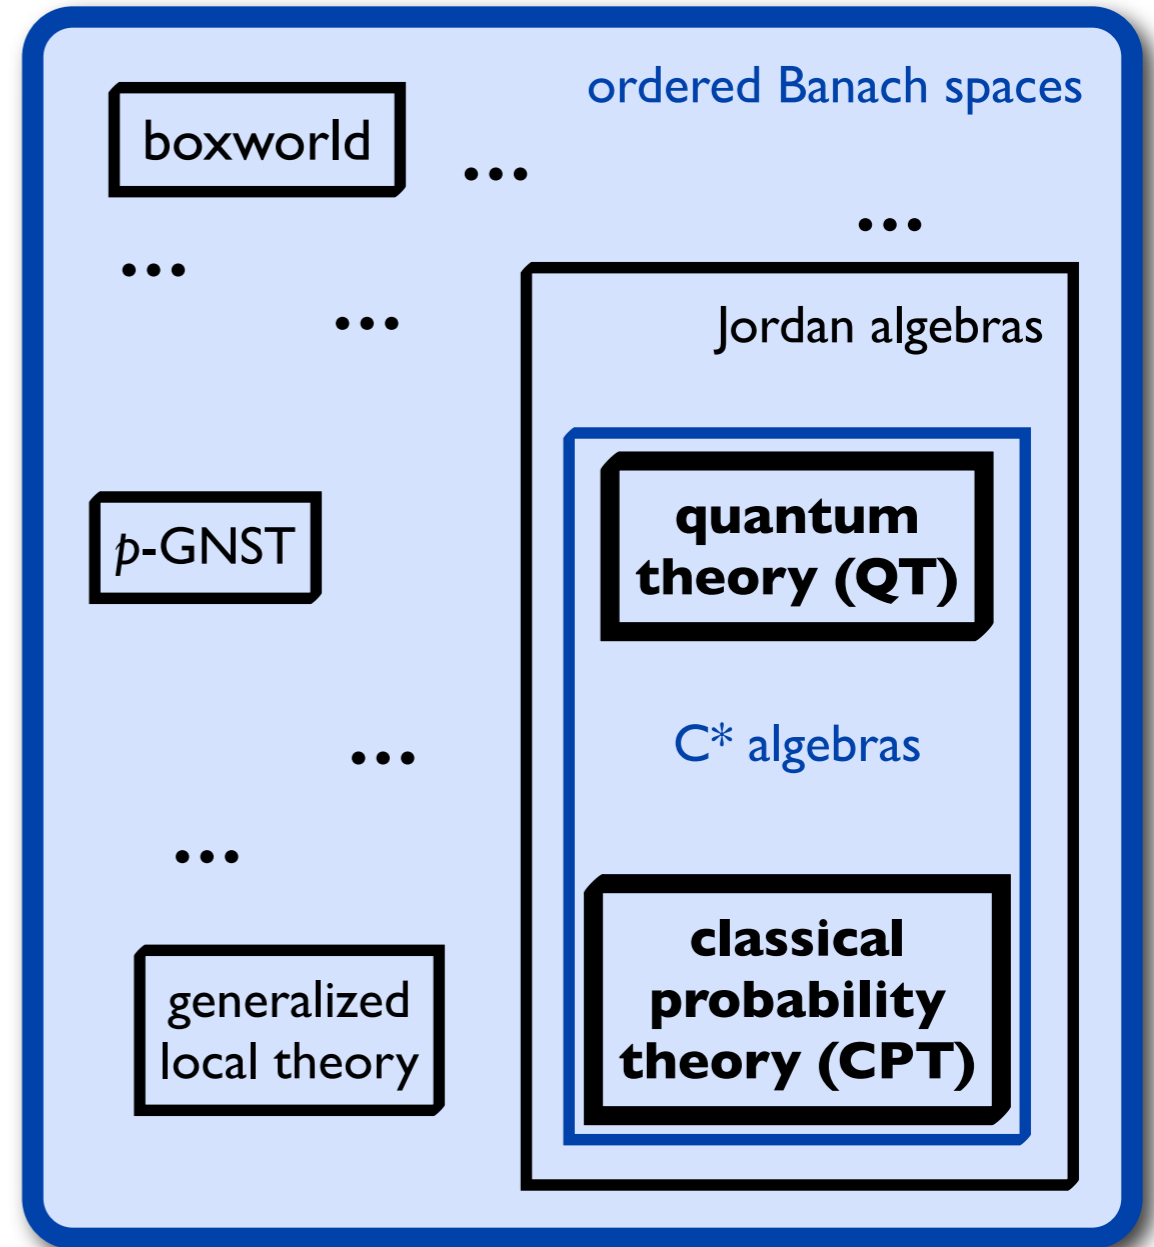 ordered Banach spaces
boxworld
...
...
...
...
Jordan algebras
p-GNST
quantum
theory (QT)
C* algebras
...
...
generalized
local theory
classical
probability
theory (CPT)